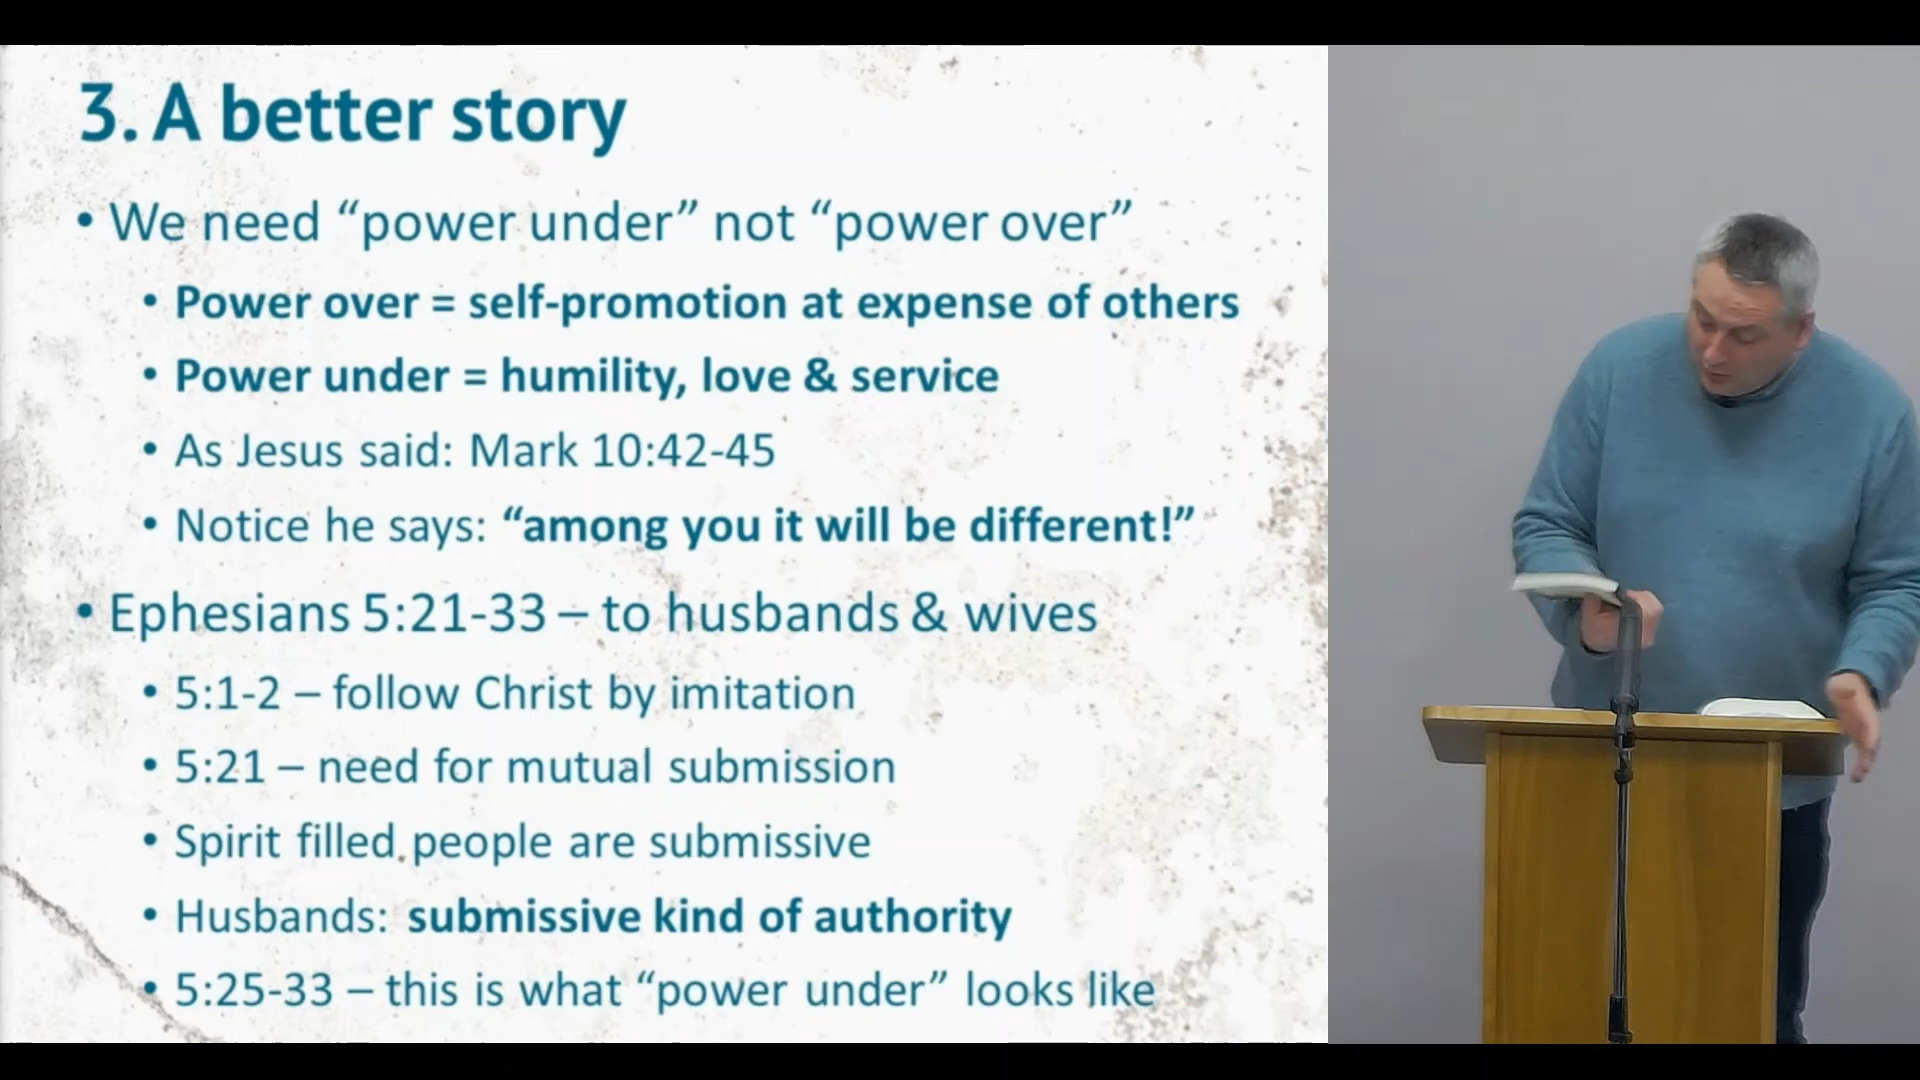 3. A better story
• We need “power under” not “power over”
• Power over = self-promotion at expense of others
• Power under = humility, love & service
• As Jesus said: Mark 10:42-45
• Notice he says: “among you it will be different!”
• Ephesians 5:21-33 – to husbands & wives
• 5:1-2 – follow Christ by imitation
• 5:21 – need for mutual submission
• Spirit filled people are submissive
• Husbands: submissive kind of authority
• 5:25-33 – this is what “power under” looks like